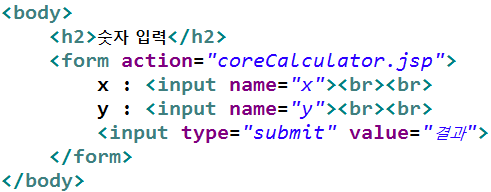 <body>
<h2>숫자 입력</h2>
<form action="coreCalculator.jsp">
x : <input name="x"><br><br>
y : <input name="y"><br><br>
<input type="submit" value="결과">
</form>
</body>